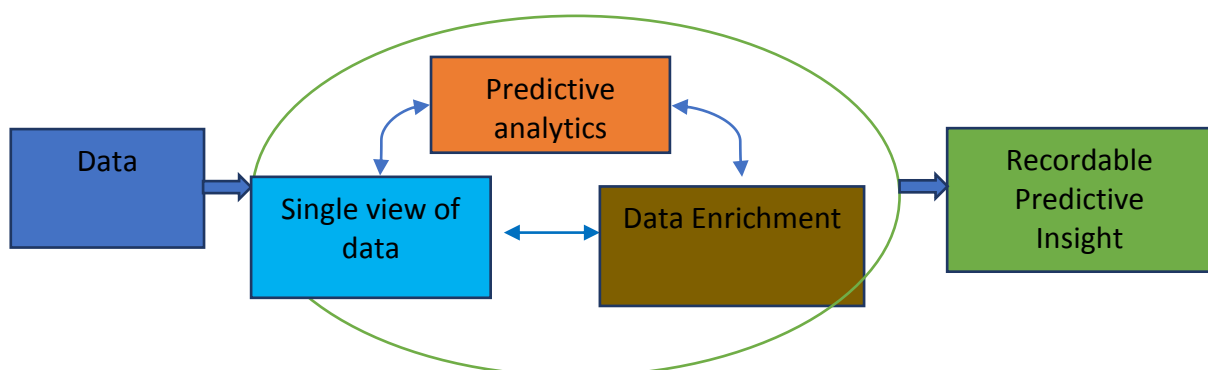 Predictive
analytics
Data
Single view of
data
Data Enrichment
Recordable
Predictive
Insight